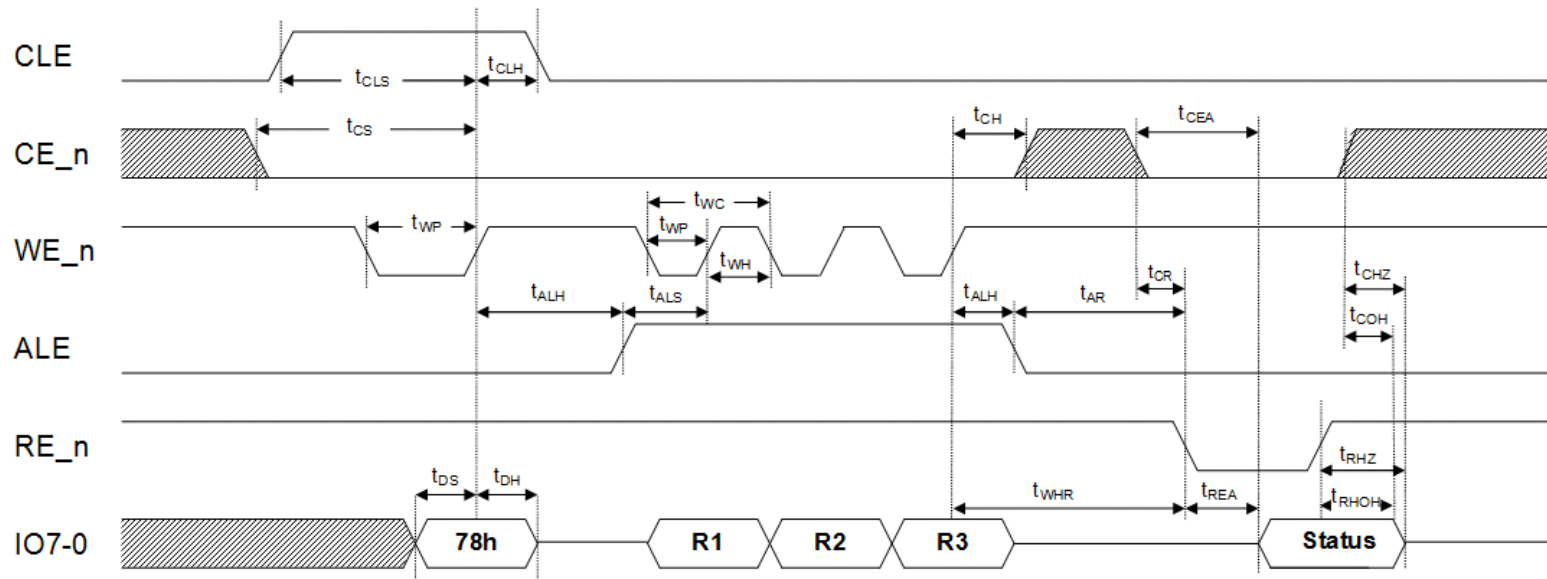 CLE
tCLS
tCLH
CE_n
tCS
tCH
tCEA
WE_n
tWP
tWC
tWP
tWH
tCR
tCHZ
ALE
tALH
tALS
tALH
tAR
tCOH
RE_n
tRHZ
IO7-0
tDS
tDH
tWHR
tREA
tRHOH
78h
R1
R2
R3
Status